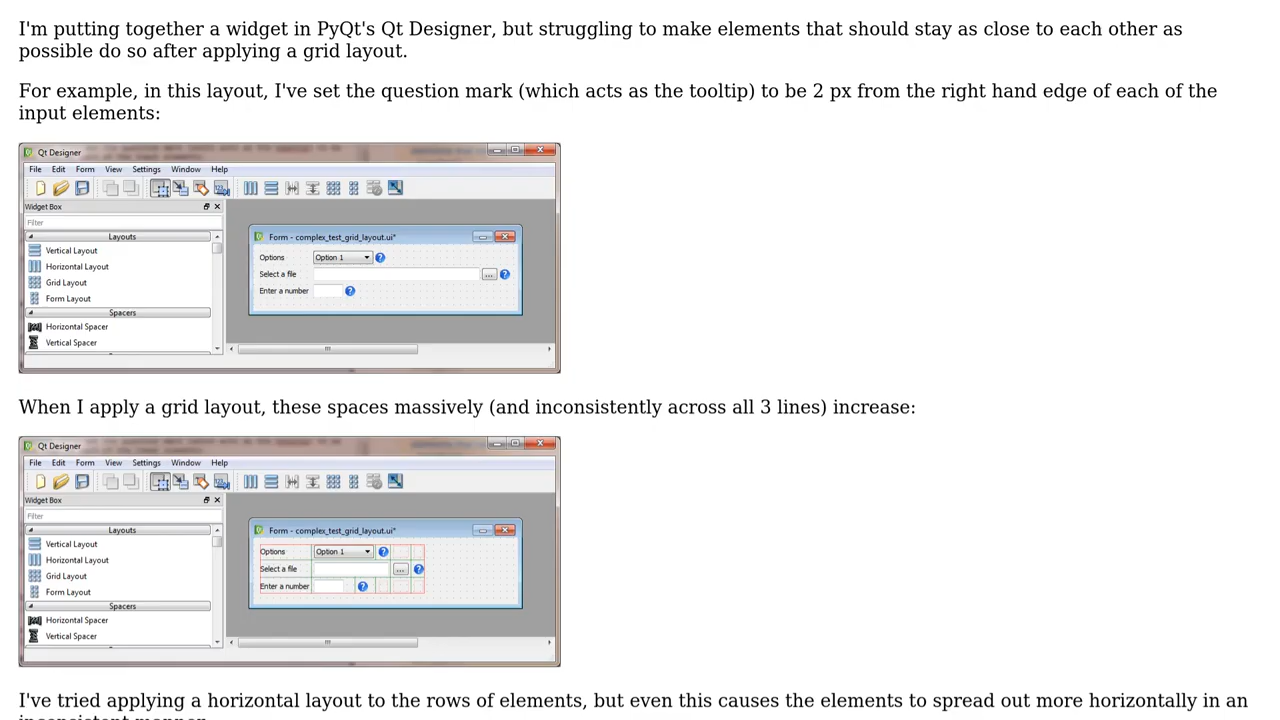 I'm putting together a widget in PyQt's Qt Designer, but struggling to make elements that should stay as close to each other as
possible do so after applying a grid layout.
For example, in this layout, I've set the question mark (which acts as the tooltip) to be 2 px from the right hand edge of each of the
input elements:
Qt Designer
File Edit Form View Settings Window Help
Widget Box
Filter
Layouts
Vertical Layout
Horizontal Layout
Grid Layout
Form Layout
Spacers
Horizontal Spacer
Vertical Spacer
Form - complex_test_grid_layout.ui*
Options Option 1 ?
Select a file ... ?
Enter a number ?
When I apply a grid layout, these spaces massively (and inconsistently across all 3 lines) increase:
Qt Designer
File Edit Form View Settings Window Help
Widget Box
Filter
Layouts
Vertical Layout
Horizontal Layout
Grid Layout
Form Layout
Spacers
Horizontal Spacer
Vertical Spacer
Form - complex_test_grid_layout.ui*
Options Option 1 ?
Select a file ... ?
Enter a number ?
I've tried applying a horizontal layout to the rows of elements, but even this causes the elements to spread out more horizontally in an
inconsistent manner